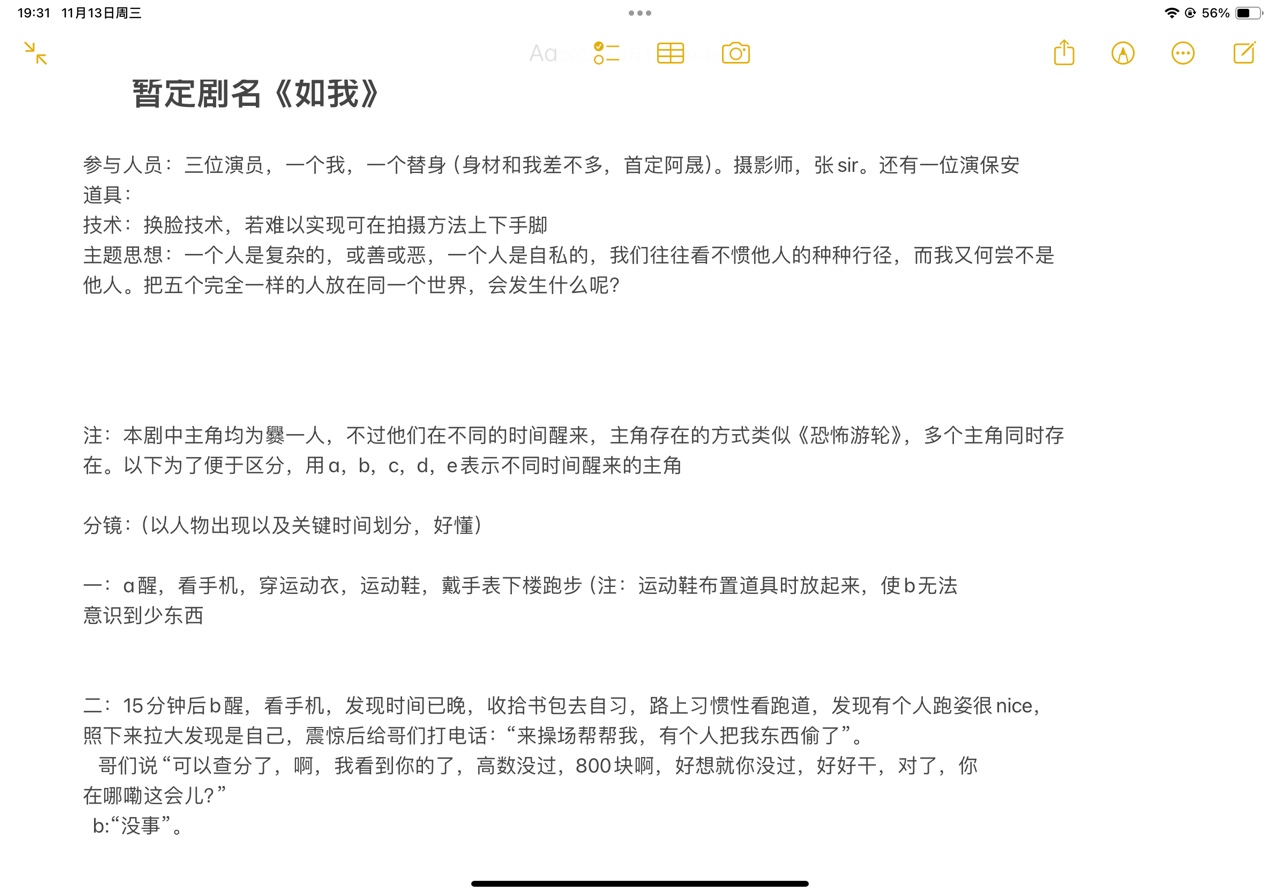 19:31 11月13日周三
56%
Aa
暂定剧名《如我》
参与人员：三位演员，一个我，一个替身（身材和我差不多，首定阿晟）。摄影师，张sir。还有一位演保安
道具：
技术：换脸技术，若难以实现可在拍摄方法上下手脚
主题思想：一个人是复杂的，或善或恶，一个人是自私的，我们往往看不惯他人的种种行径，而我又何尝不是
他人。把五个完全一样的人放在同一个世界，会发生什么呢？
注：本剧中主角均为爨一人，不过他们在不同的时间醒来，主角存在的方式类似《恐怖游轮》，多个主角同时存
在。以下为了便于区分，用a，b，c，d，e表示不同时间醒来的主角
分镜：（以人物出现以及关键时间划分，好懂）
一：a醒，看手机，穿运动衣，运动鞋，戴手表下楼跑步（注：运动鞋布置道具时放起来，使b无法
意识到少东西
二：15分钟后b醒，看手机，发现时间已晚，收拾书包去自习，路上习惯性看跑道，发现有个人跑姿很nice，
照下来拉大发现是自己，震惊后给哥们打电话：“来操场帮帮我，有个人把我东西偷了”。
哥们说“可以查分了，啊，我看到你的了，高数没过，800块啊，好想就你没过，好好干，对了，你
在哪嘞这会儿？”
b:“没事”。